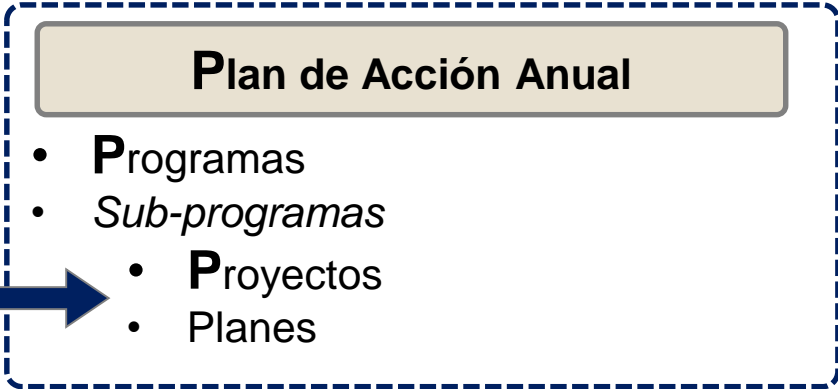 Plan de Acción Anual
• Programas
• Sub-programas
• Proyectos
• Planes